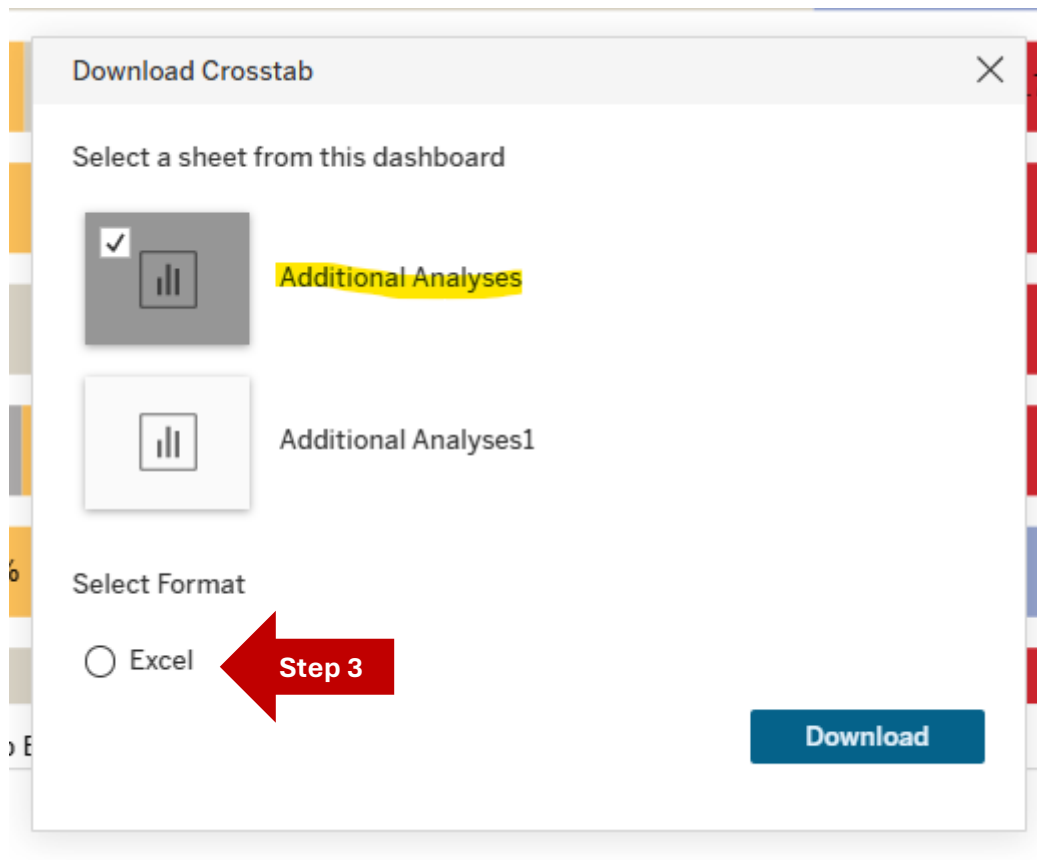 Download Crosstab
Select a sheet from this dashboard
Additional Analyses
Additional Analyses1
%
Select Format
Excel
Step 3
Download